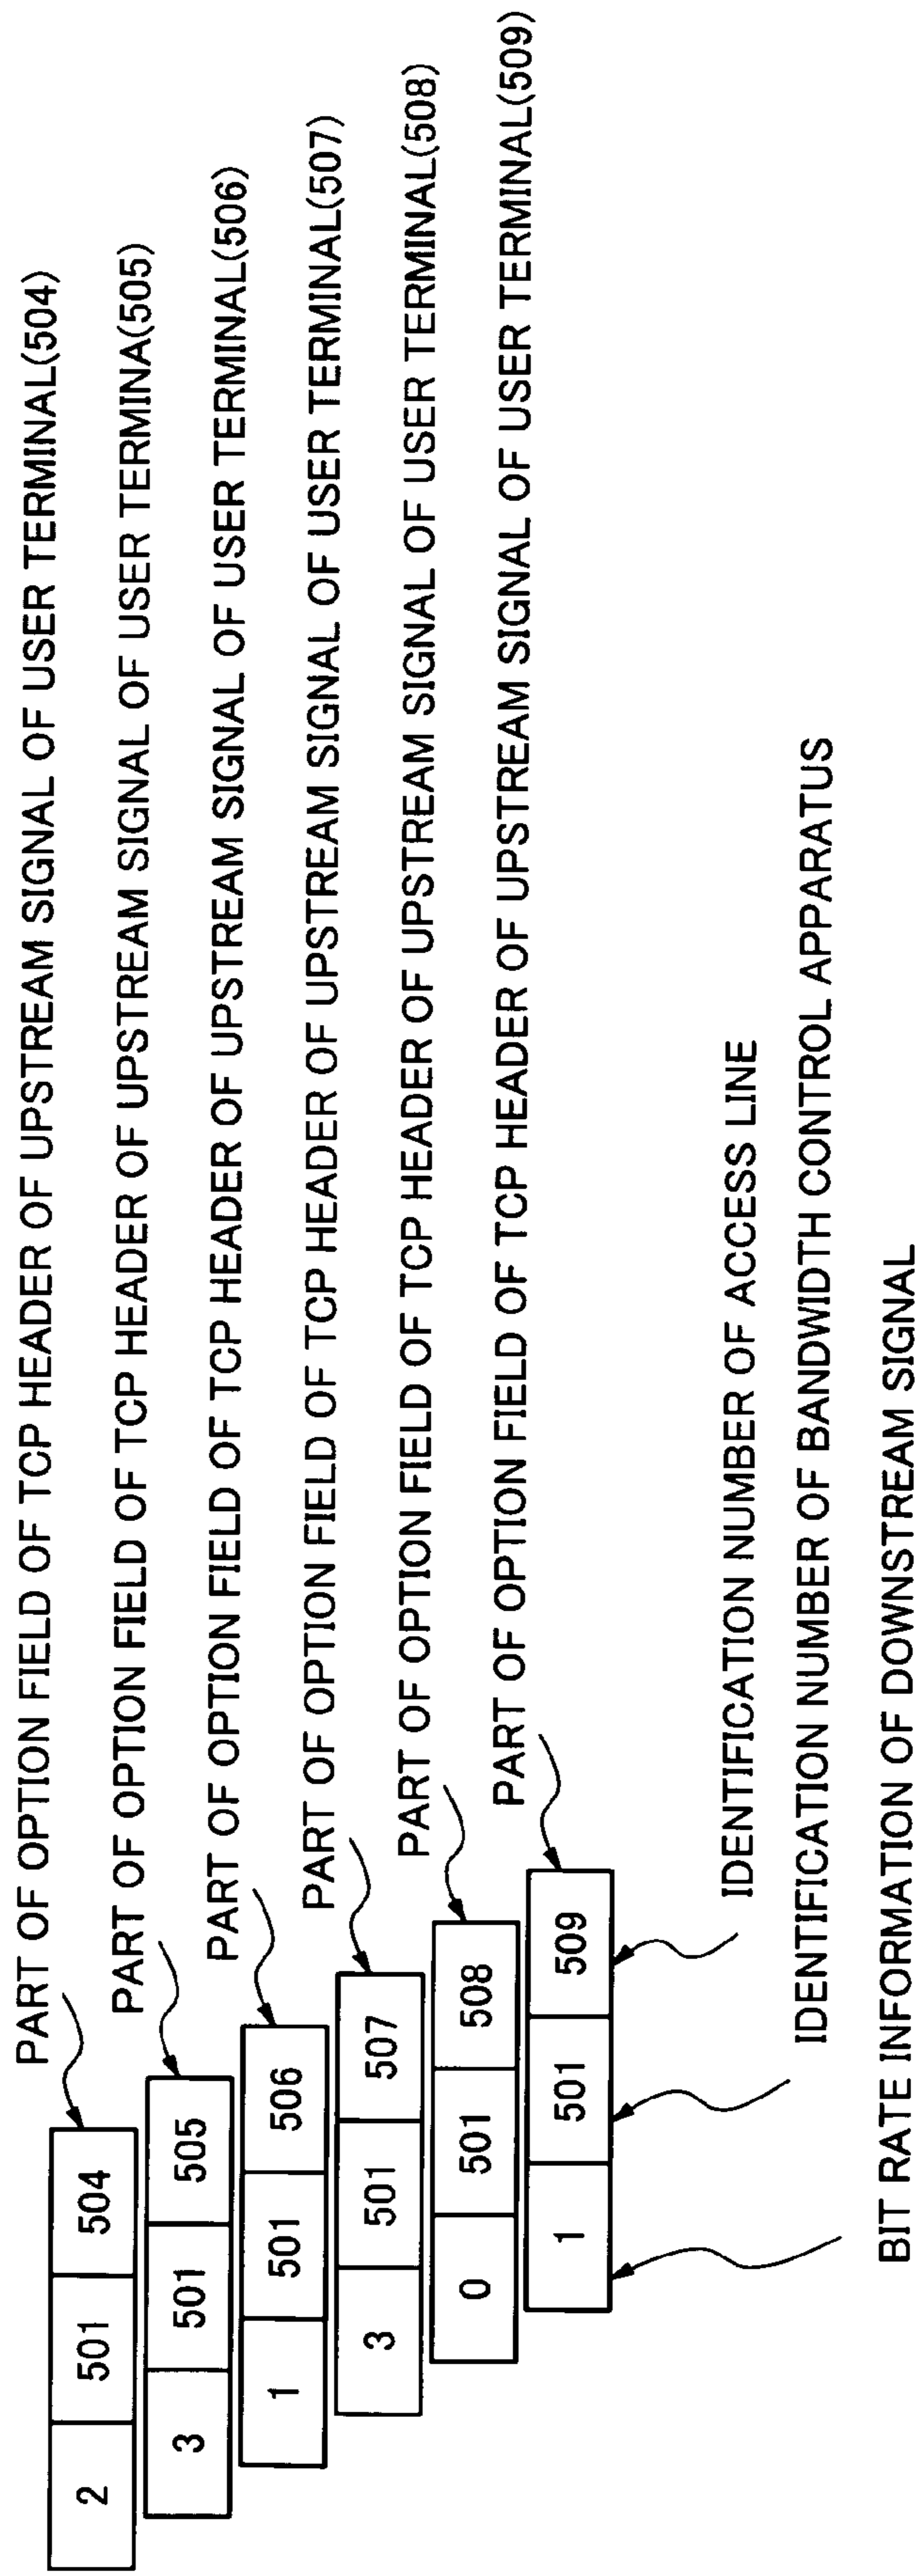 PART OF OPTION FIELD OF TCP HEADER OF UPSTREAM SIGNAL OF USER TERMINAL(504)
2 501 504
PART OF OPTION FIELD OF TCP HEADER OF UPSTREAM SIGNAL OF USER TERMINA(505)
3 501 505
PART OF OPTION FIELD OF TCP HEADER OF UPSTREAM SIGNAL OF USER TERMINAL(506)
1 501 506
PART OF OPTION FIELD OF TCP HEADER OF UPSTREAM SIGNAL OF USER TERMINAL(507)
3 501 507
PART OF OPTION FIELD OF TCP HEADER OF UPSTREAM SIGNAL OF USER TERMINAL(508)
0 501 508
PART OF OPTION FIELD OF TCP HEADER OF UPSTREAM SIGNAL OF USER TERMINAL(509)
1 501 509
IDENTIFICATION NUMBER OF ACCESS LINE
IDENTIFICATION NUMBER OF BANDWIDTH CONTROL APPARATUS
BIT RATE INFORMATION OF DOWNSTREAM SIGNAL